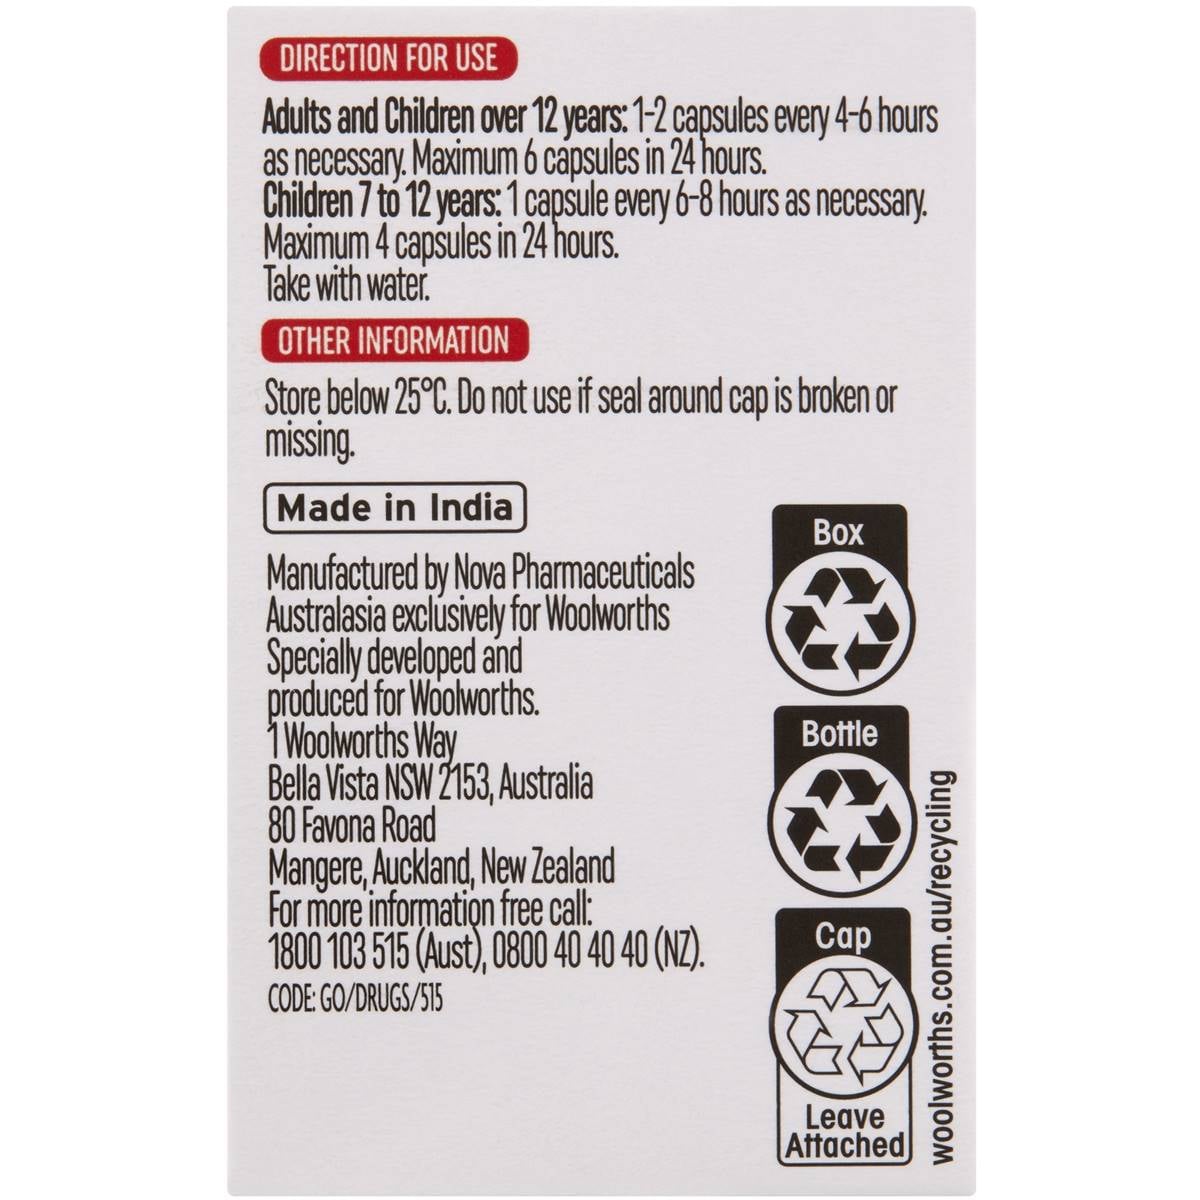 DIRECTION FOR USE
Adults and Children over 12 years: 1-2 capsules every 4-6 hours
as necessary. Maximum 6 capsules in 24 hours.
Children 7 to 12 years: 1 capsule every 6-8 hours as necessary.
Maximum 4 capsules in 24 hours.
Take with water.
OTHER INFORMATION
Store below 25°C. Do not use if seal around cap is broken or
missing.
Made in India
Manufactured by Nova Pharmaceuticals
Australasia exclusively for Woolworths
Specially developed and
produced for Woolworths.
1 Woolworths Way
Bella Vista NSW 2153, Australia
80 Favona Road
Mangere, Auckland, New Zealand
For more information free call:
1800 103 515 (Aust), 0800 40 40 40 (NZ).
CODE: GO/DRUGS/515
Box
Bottle
Cap
Leave
Attached
woolworths.com.au/recycling